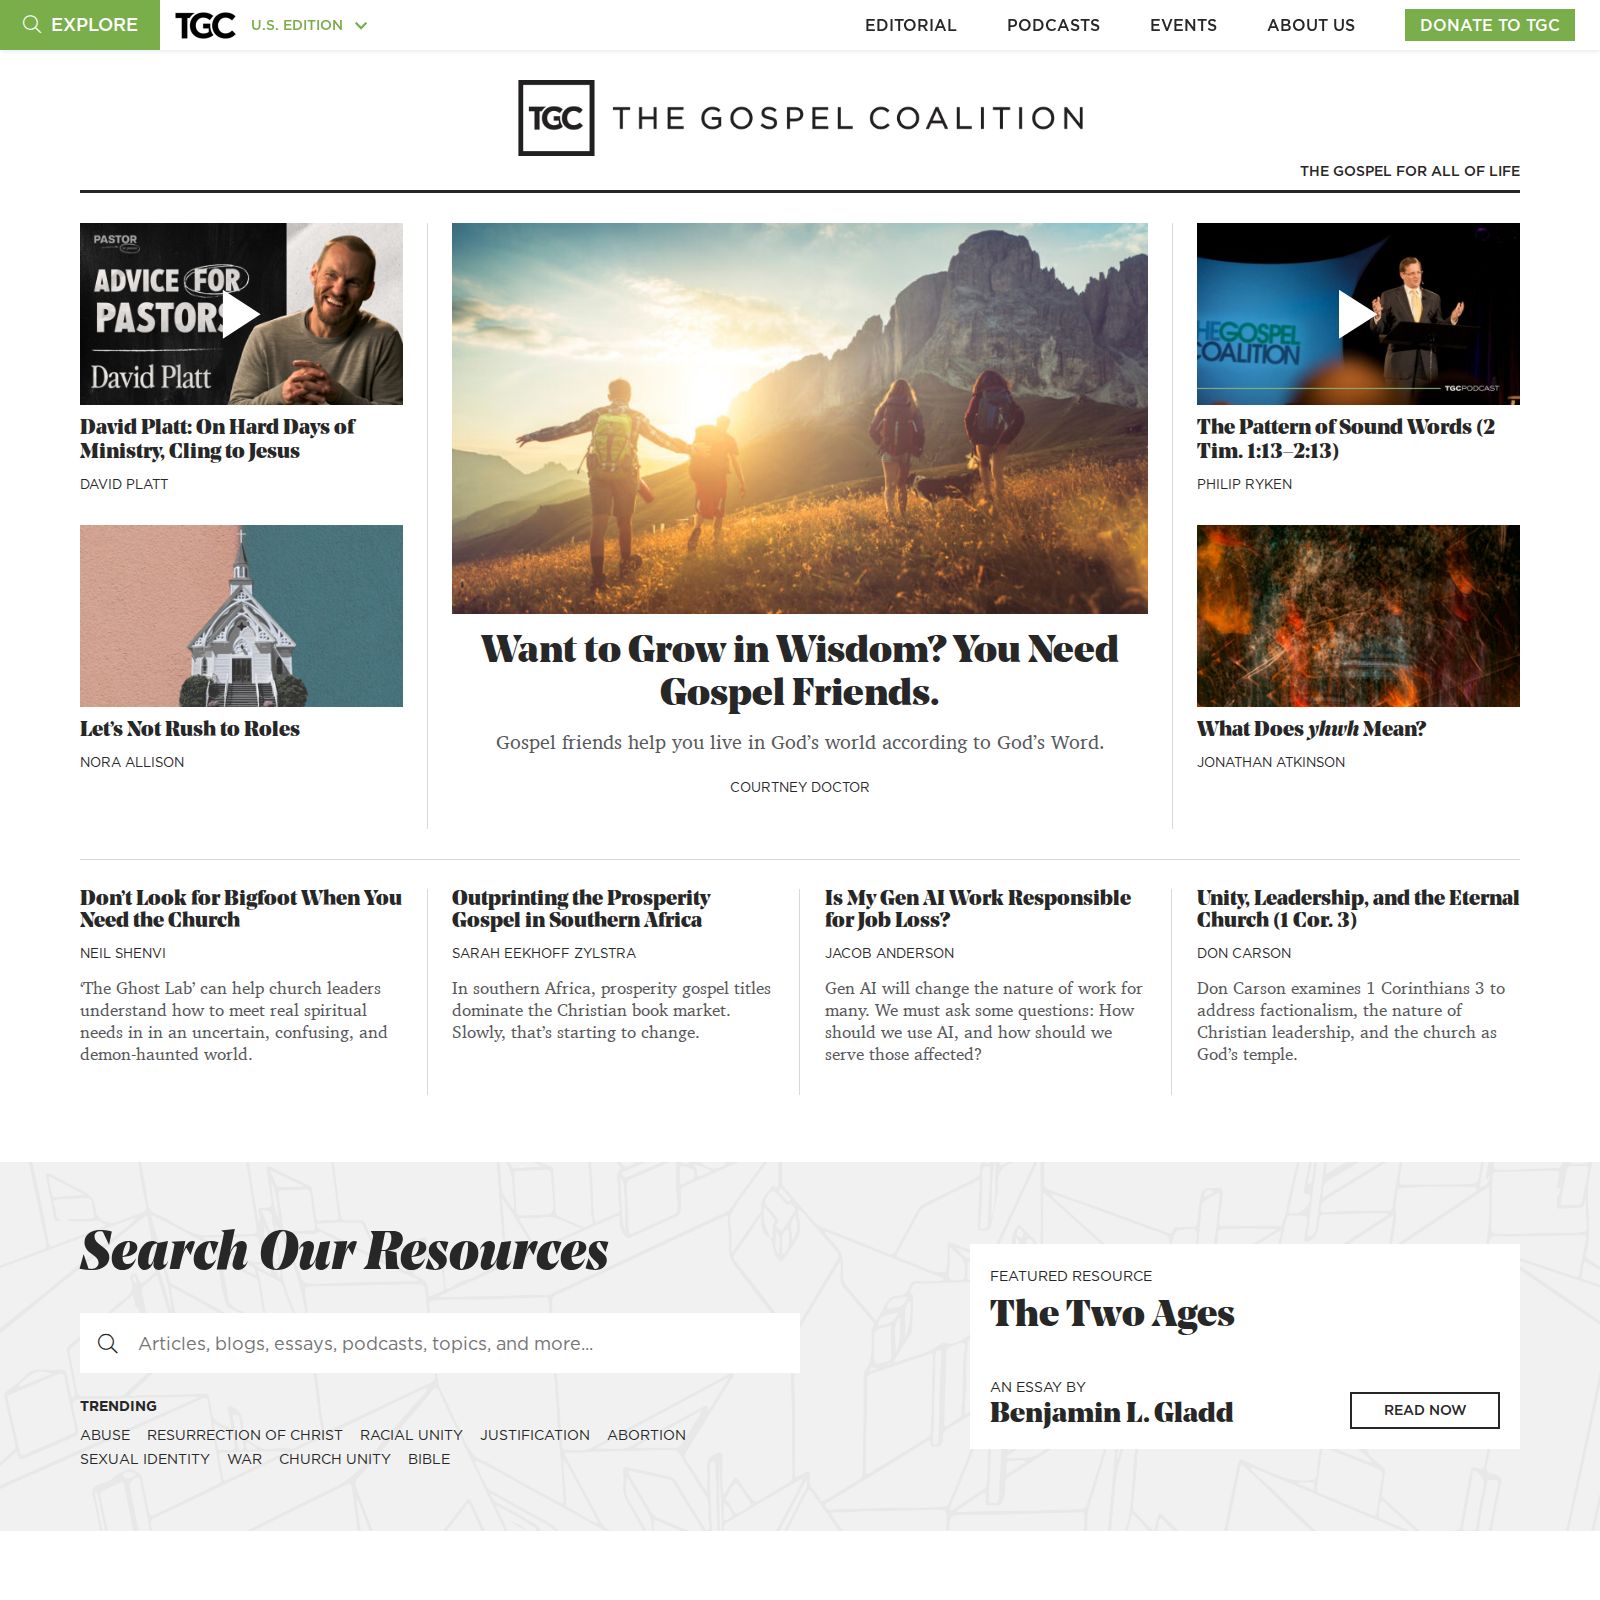 EXPLORE
TGC
U.S. EDITION
EDITORIAL
PODCASTS
EVENTS
ABOUT US
DONATE TO TGC
TGC THE GOSPEL COALITION
THE GOSPEL FOR ALL OF LIFE
PASTOR
ADVICE FOR
PASTORS
David Platt
David Platt: On Hard Days of
Ministry, Cling to Jesus
DAVID PLATT
Let's Not Rush to Roles
NORA ALLISON
Want to Grow in Wisdom? You Need
Gospel Friends.
Gospel friends help you live in God's world according to God's Word.
COURTNEY DOCTOR
HEGOSPEL
COALITION
TGCPODCAST
The Pattern of Sound Words (2
Tim. 1:13–2:13)
PHILIP RYKEN
What Does yhwh Mean?
JONATHAN ATKINSON
Don't Look for Bigfoot When You
Need the Church
NEIL SHENVI
‘The Ghost Lab’ can help church leaders
understand how to meet real spiritual
needs in in an uncertain, confusing, and
demon-haunted world.
Outprinting the Prosperity
Gospel in Southern Africa
SARAH EEKHOFF ZYLSTRA
In southern Africa, prosperity gospel titles
dominate the Christian book market.
Slowly, that's starting to change.
Is My Gen AI Work Responsible
for Job Loss?
JACOB ANDERSON
Gen AI will change the nature of work for
many. We must ask some questions: How
should we use AI, and how should we
serve those affected?
Unity, Leadership, and the Eternal
Church (1 Cor. 3)
DON CARSON
Don Carson examines 1 Corinthians 3 to
address factionalism, the nature of
Christian leadership, and the church as
God's temple.
Search Our Resources
Articles, blogs, essays, podcasts, topics, and more...
TRENDING
ABUSE RESURRECTION OF CHRIST RACIAL UNITY JUSTIFICATION ABORTION
SEXUAL IDENTITY WAR CHURCH UNITY BIBLE
FEATURED RESOURCE
The Two Ages
AN ESSAY BY
Benjamin L. Gladd
READ NOW